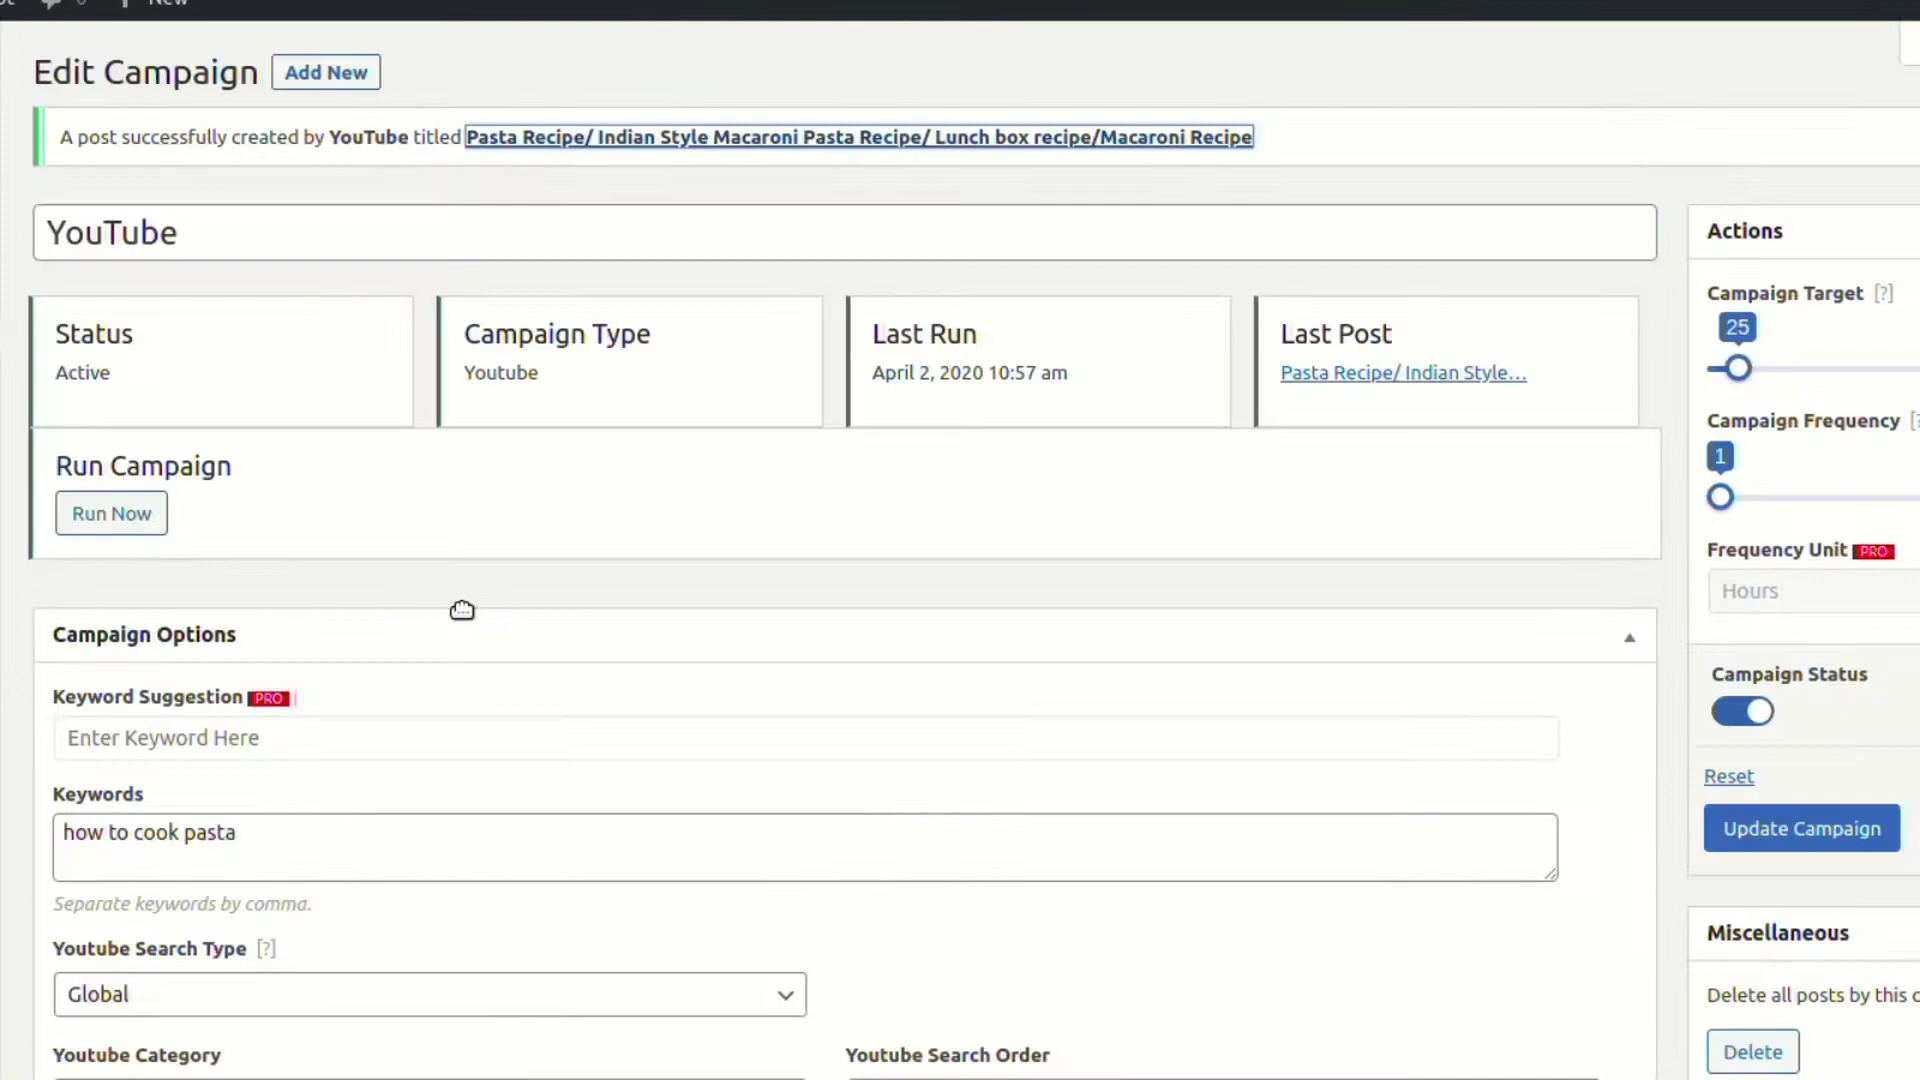 New
Edit Campaign Add New
A post successfully created by YouTube titled Pasta Recipe/ Indian Style Macaroni Pasta Recipe/ Lunch box recipe/Macaroni Recipe
YouTube
Status
Active
Campaign Type
Youtube
Last Run
April 2, 2020 10:57 am
Last Post
Pasta Recipe/ Indian Style...
Run Campaign
Run Now
Campaign Options
Keyword Suggestion PRO
Enter Keyword Here
Keywords
how to cook pasta
Separate keywords by comma.
Youtube Search Type [?]
Global
Youtube Category
Youtube Search Order
Actions
Campaign Target [?]
25
Campaign Frequency [?
1
Frequency Unit PRO
Hours
Campaign Status
Reset
Update Campaign
Miscellaneous
Delete all posts by this c
Delete